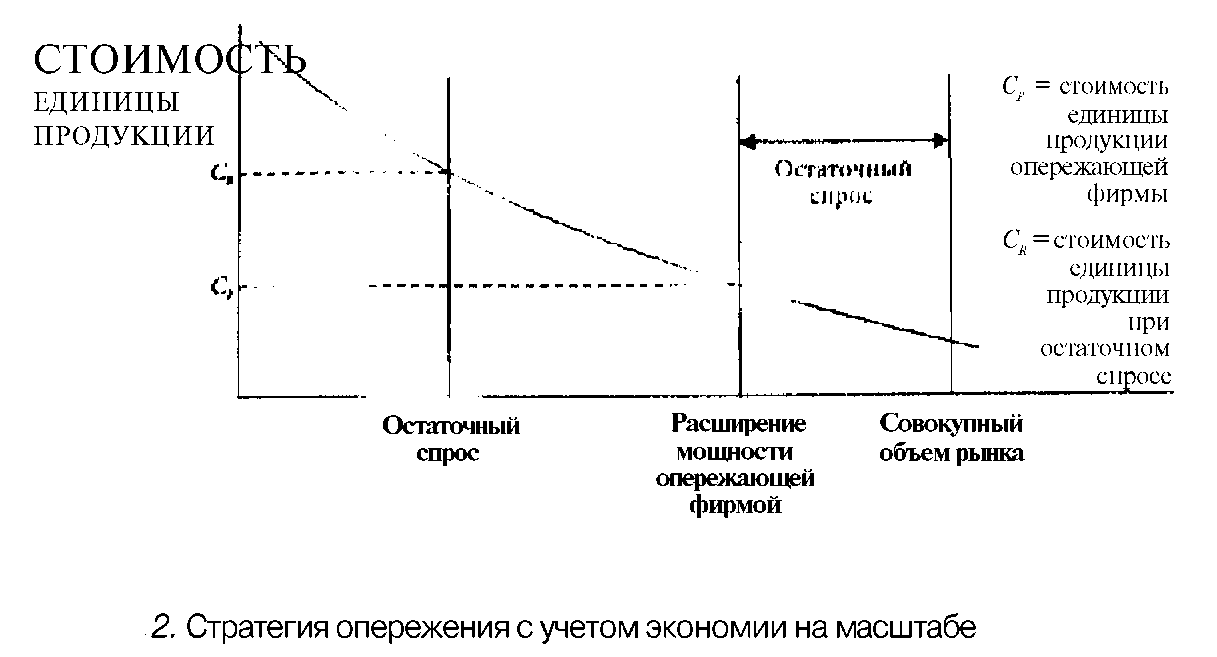 СТОИМОСТЬ
ЕДИНИЦЫ
ПРОДУКЦИИ
C_R
C_F
Остаточный
спрос
C_F = стоимость
единицы
продукции
опережающей
фирмы
C_R = стоимость
единицы
продукции
при
остаточном
спросе
Остаточный
спрос
Расширение
мощности
опережающей
фирмой
Совокупный
объем рынка
2. Стратегия опережения с учетом экономии на масштабе